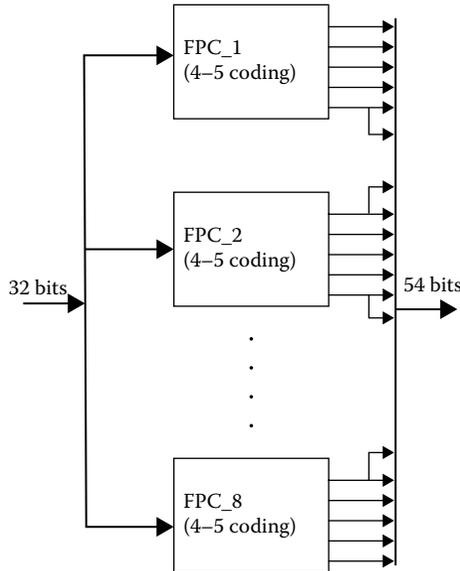 FPC_1
(4–5 coding)
FPC_2
(4–5 coding)
32 bits
54 bits
FPC_8
(4–5 coding)